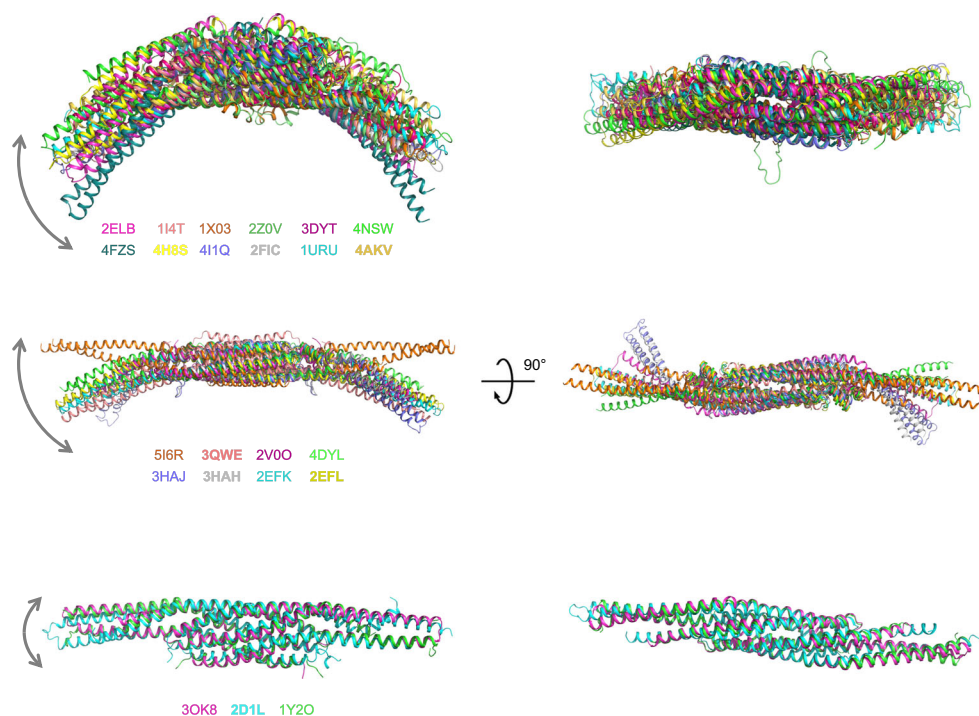 2ELB 1I4T 1X03 2Z0V 3DYT 4NSW
4FZS 4H8S 4I1Q 2FIC 1URU 4AKV
90°
5I6R 3QWE 2V0O 4DYL
3HAJ 3HAH 2EFK 2EFL
3OK8 2D1L 1Y2O